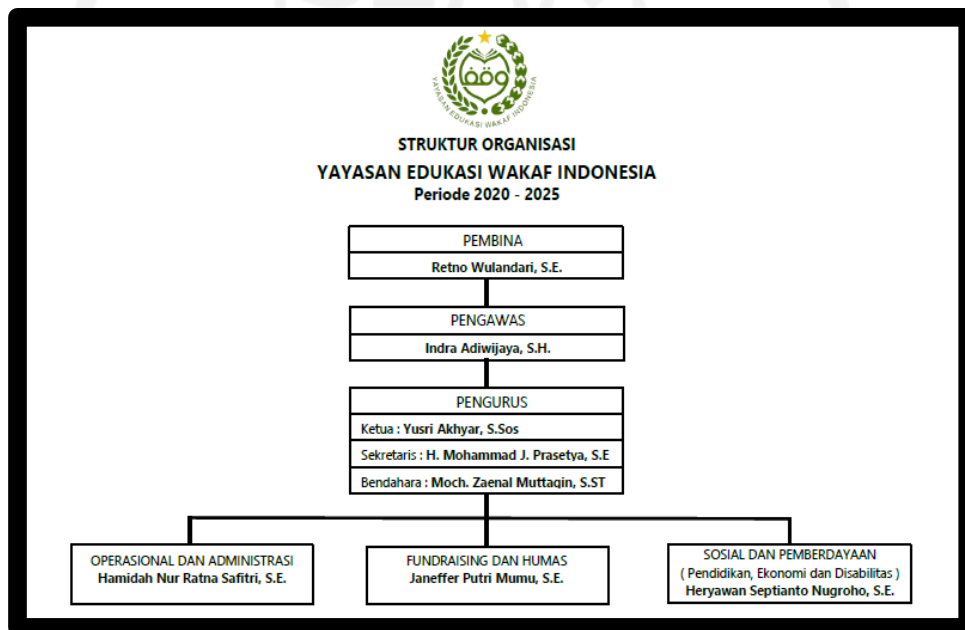 وقف
YAYASAN EDUKASI WAKAF INDONESIA
STRUKTUR ORGANISASI
YAYASAN EDUKASI WAKAF INDONESIA
Periode 2020 - 2025
PEMBINA
Retno Wulandari, S.E.
PENGAWAS
Indra Adiwijaya, S.H.
PENGURUS
Ketua : Yusri Akhyar, S.Sos
Sekretaris : H. Mohammad J. Prasetya, S.E
Bendahara : Moch. Zaenal Muttaqin, S.ST
OPERASIONAL DAN ADMINISTRASI
Hamidah Nur Ratna Safitri, S.E.
FUNDRAISING DAN HUMAS
Janeffer Putri Mumu, S.E.
SOSIAL DAN PEMBERDAYAAN
( Pendidikan, Ekonomi dan Disabilitas )
Heryawan Septianto Nugroho, S.E.